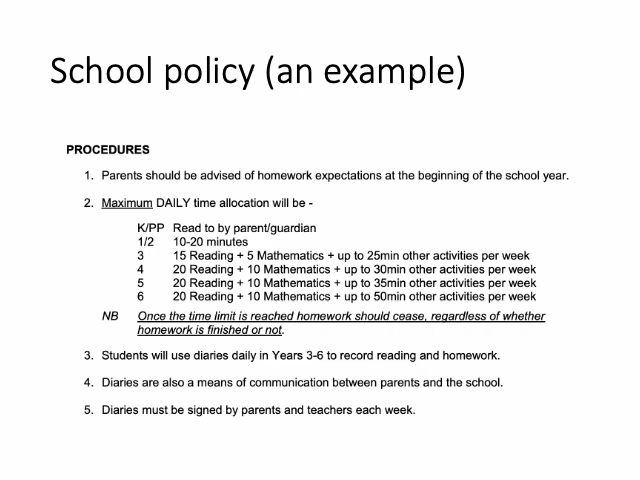 School policy (an example)
PROCEDURES
1. Parents should be advised of homework expectations at the beginning of the school year.
2. Maximum DAILY time allocation will be -
K/PP Read to by parent/guardian
1/2 10-20 minutes
3 15 Reading + 5 Mathematics + up to 25min other activities per week
4 20 Reading + 10 Mathematics + up to 30min other activities per week
5 20 Reading + 10 Mathematics + up to 35min other activities per week
6 20 Reading + 10 Mathematics + up to 50min other activities per week
NB Once the time limit is reached homework should cease, regardless of whether
homework is finished or not.
3. Students will use diaries daily in Years 3-6 to record reading and homework.
4. Diaries are also a means of communication between parents and the school.
5. Diaries must be signed by parents and teachers each week.